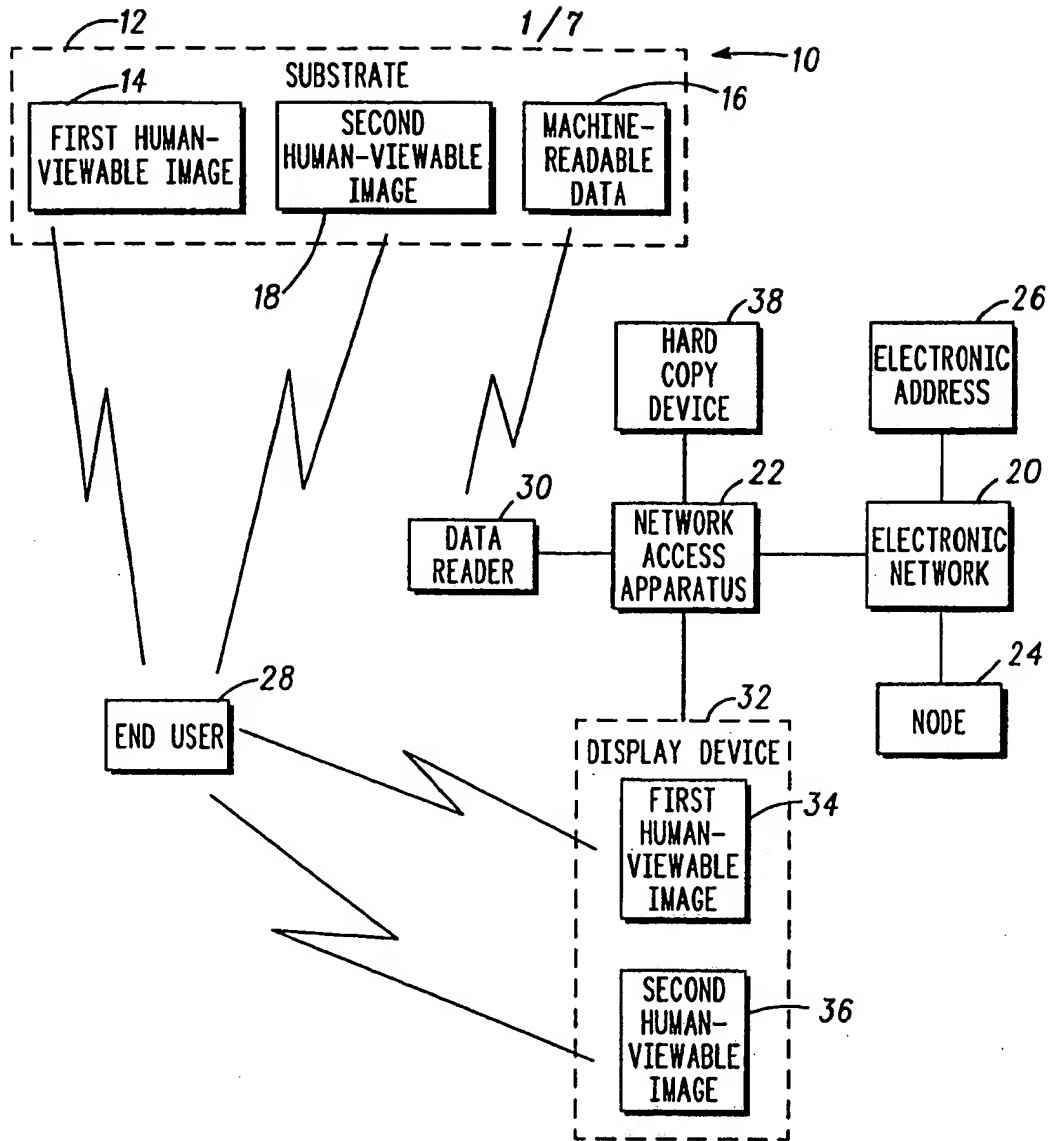 12
1/7
10
SUBSTRATE
14
16
FIRST HUMAN-
VIEWABLE IMAGE
SECOND
HUMAN-VIEWABLE
IMAGE
MACHINE-
READABLE
DATA
18
38
26
HARD
COPY
DEVICE
ELECTRONIC
ADDRESS
30
22
20
DATA
READER
NETWORK
ACCESS
APPARATUS
ELECTRONIC
NETWORK
28
24
END USER
NODE
32
DISPLAY DEVICE
FIRST
HUMAN-
VIEWABLE
IMAGE
34
SECOND
HUMAN-
VIEWABLE
IMAGE
36